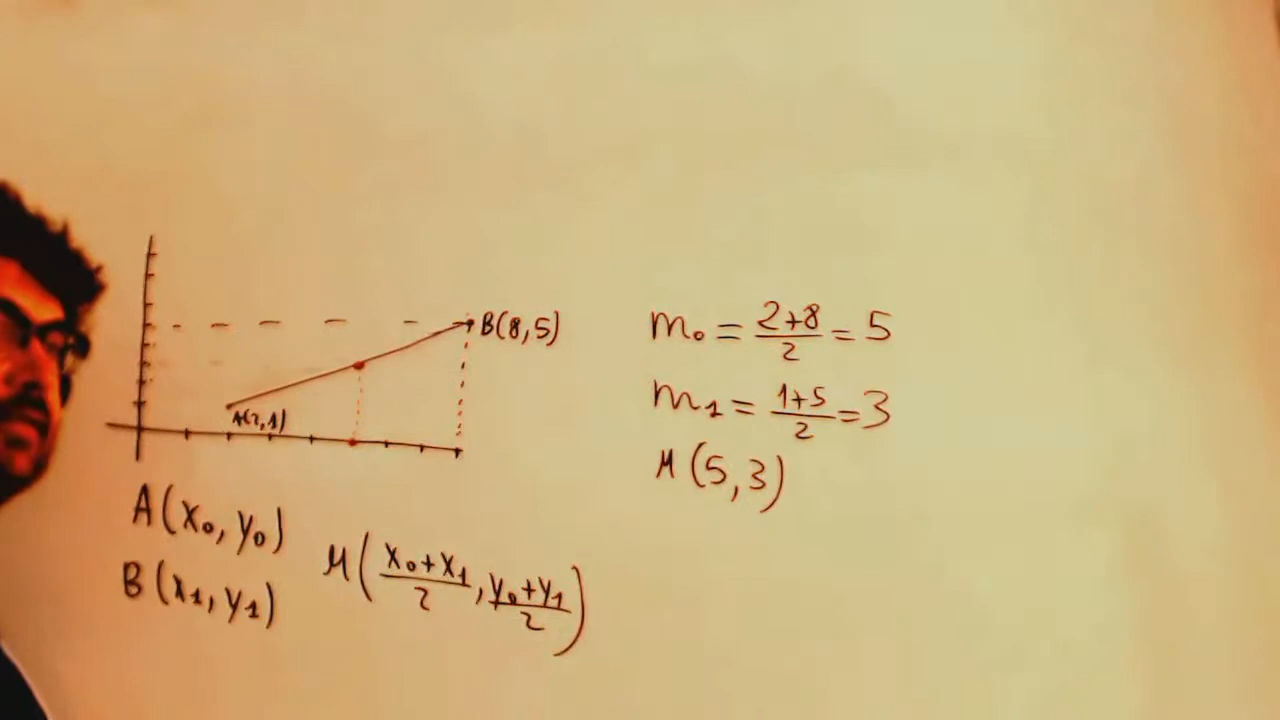 B(8,5)
A(2,1)
A(x₀, y₀)
B(x₁, y₁)
M((x₀+x₁)/2, (y₀+y₁)/2)
m₀ = (2+8)/2 = 5
m₁ = (1+5)/2 = 3
M(5,3)